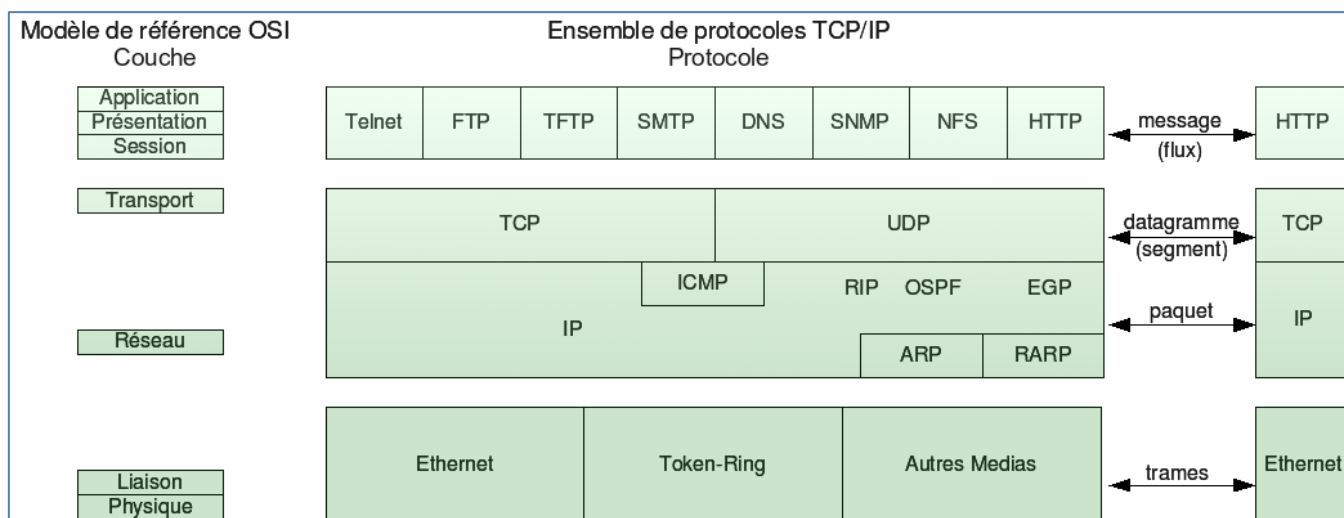 Modèle de référence OSI
Couche
Ensemble de protocoles TCP/IP
Protocole
Application
Présentation
Session
Telnet FTP TFTP SMTP DNS SNMP NFS HTTP
message
(flux)
HTTP
Transport
TCP UDP
datagramme
(segment)
TCP
ICMP RIP OSPF EGP
Réseau
IP
ARP RARP
paquet
IP
Liaison
Physique
Ethernet Token-Ring Autres Medias
trames
Ethernet